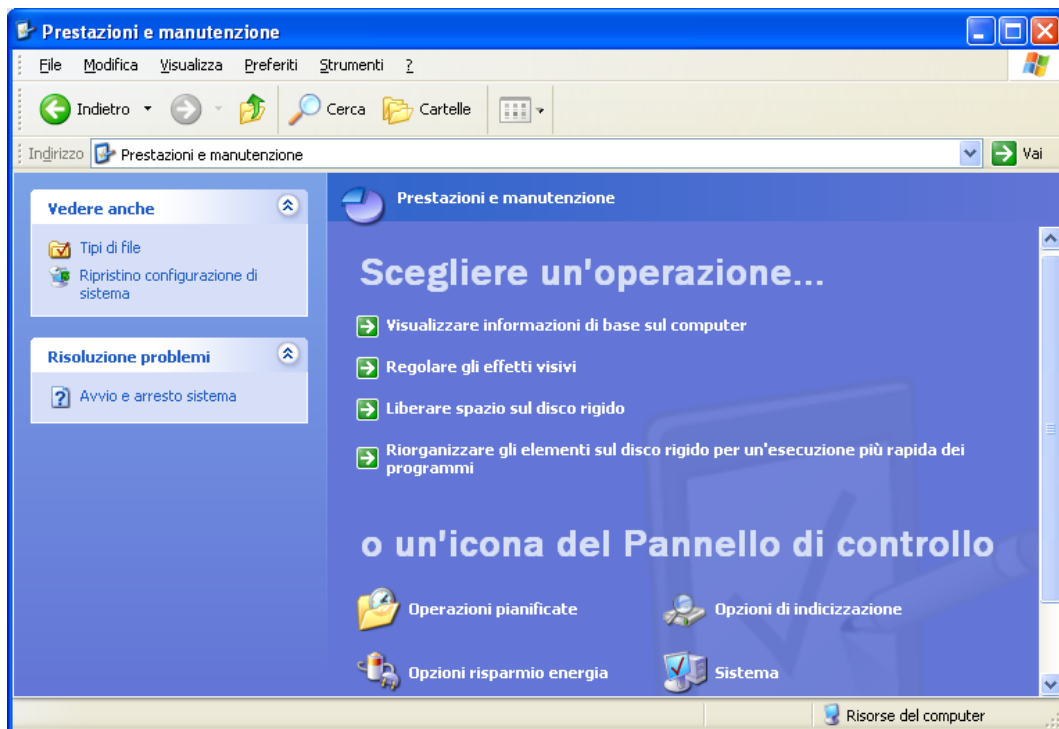 Prestazioni e manutenzione
File Modifica Visualizza Preferiti Strumenti ?
Indietro Cerca Cartelle
Indirizzo Prestazioni e manutenzione Vai
Vedere anche
Tipi di file
Ripristino configurazione di
sistema
Risoluzione problemi
Avvio e arresto sistema
Prestazioni e manutenzione
Scegliere un'operazione...
Visualizzare informazioni di base sul computer
Regolare gli effetti visivi
Liberare spazio sul disco rigido
Riorganizzare gli elementi sul disco rigido per un'esecuzione più rapida dei
programmi
o un'icona del Pannello di controllo
Operazioni pianificate Opzioni di indicizzazione
Opzioni risparmio energia Sistema
Risorse del computer